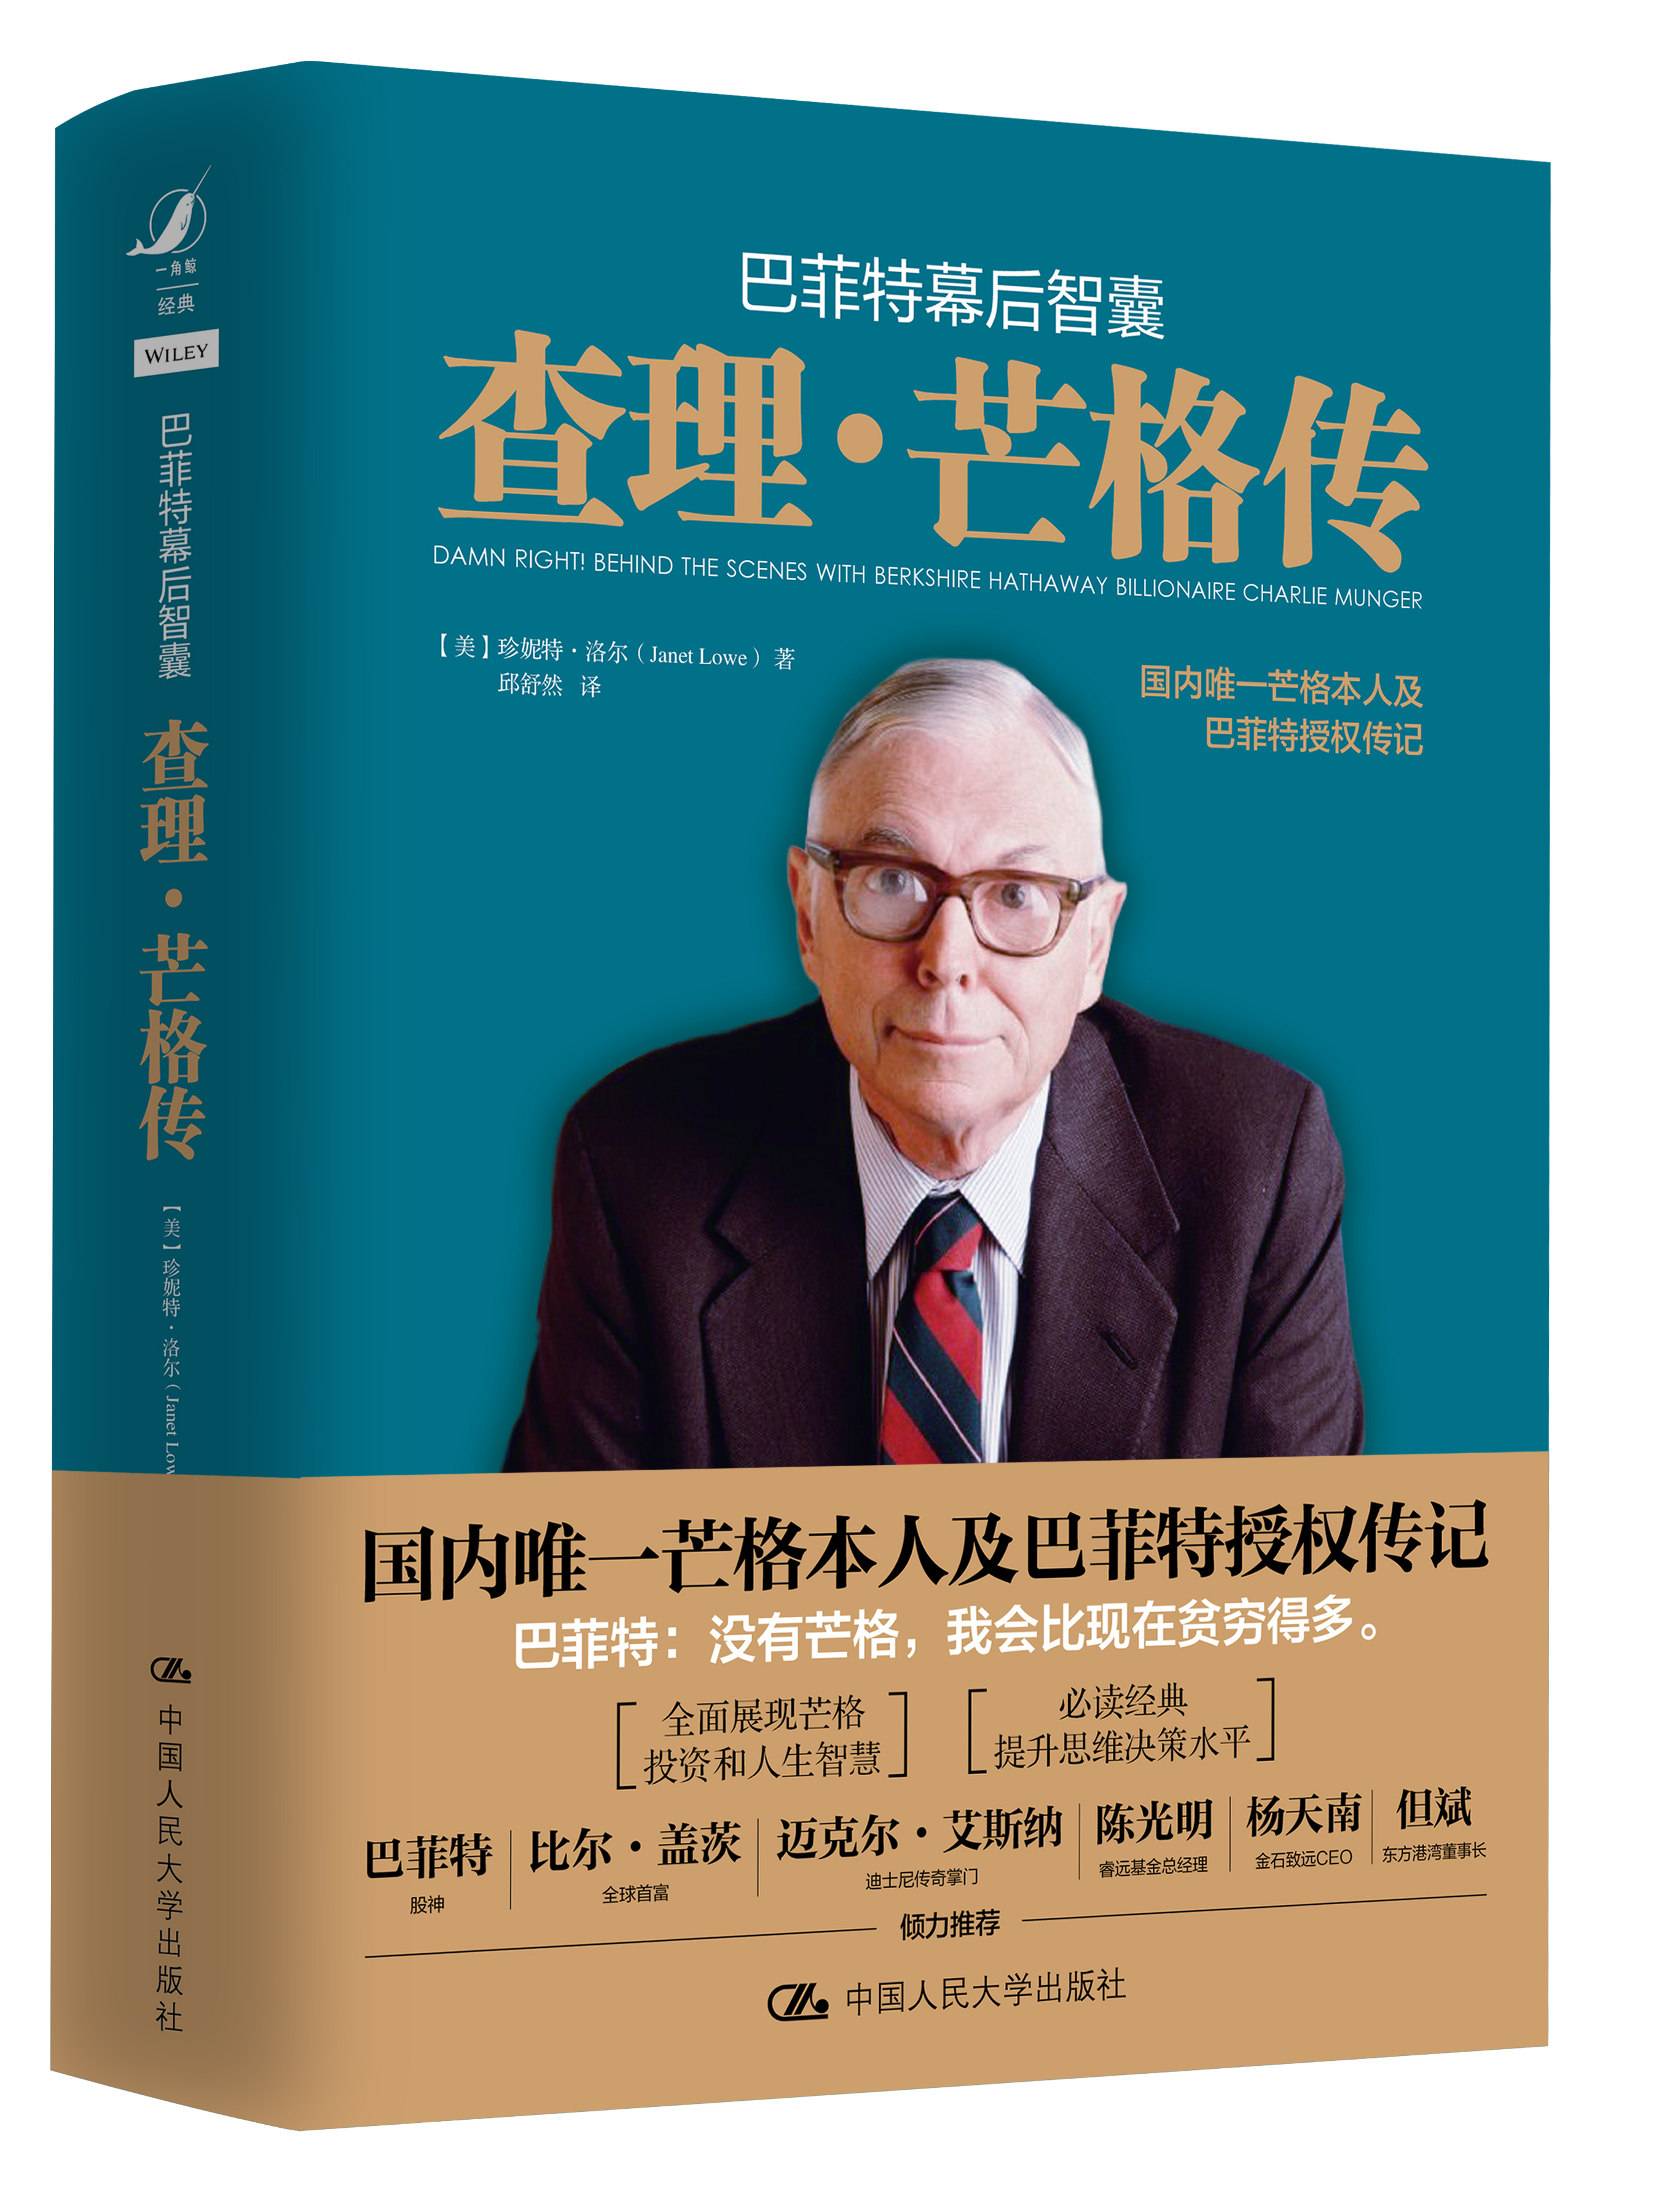 一角鲸
经典
WILEY
巴菲特幕后智囊
查理·芒格传
【美】珍妮特·洛尔(Janet Low
中国人民大学出版社
巴菲特幕后智囊
查理·芒格传
DAMN RIGHT! BEHIND THE SCENES WITH BERKSHIRE HATHAWAY BILLIONAIRE CHARLIE MUNGER
【美】珍妮特·洛尔(Janet Lowe)著
邱舒然 译
国内唯一芒格本人及
巴菲特授权传记
国内唯一芒格本人及巴菲特授权传记
巴菲特：没有芒格，我会比现在贫穷得多。
全面展现芒格
投资和人生智慧
必读经典
提升思维决策水平
巴菲特
股神
比尔·盖茨
全球首富
迈克尔·艾斯纳
迪士尼传奇掌门
陈光明
睿远基金总经理
杨天南
金石致远CEO
但斌
东方港湾董事长
倾力推荐
中国人民大学出版社